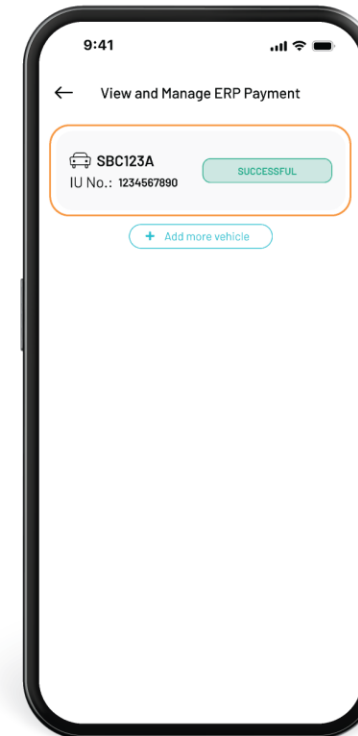 9:41
View and Manage ERP Payment
SBC123A
SUCCESSFUL
IU No.: 1234567890
+ Add more vehicle